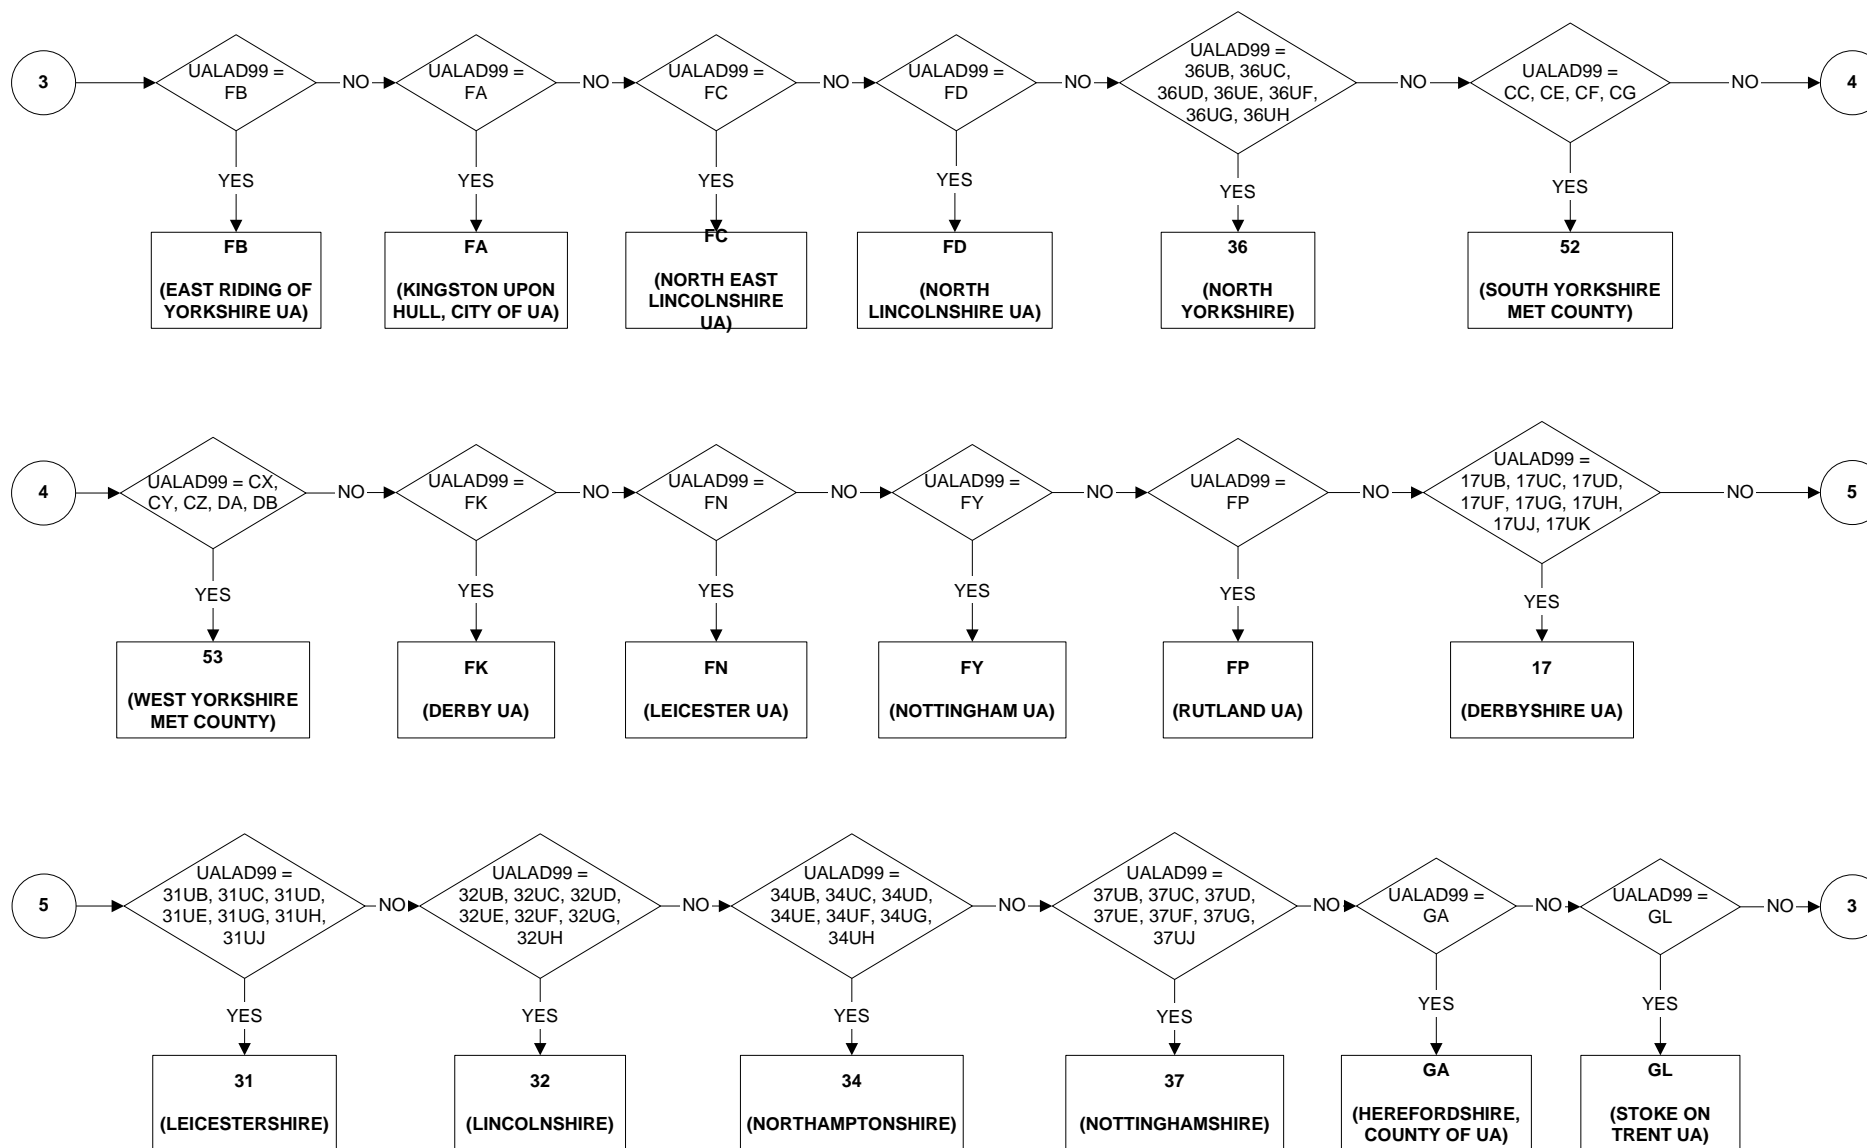 3
UALAD99 =
FB
NO
UALAD99 =
FA
NO
UALAD99 =
FC
NO
UALAD99 =
FD
NO
UALAD99 =
36UB, 36UC,
36UD, 36UE, 36UF,
36UG, 36UH
NO
UALAD99 =
CC, CE, CF, CG
NO
4
YES
YES
YES
YES
YES
YES
FB
(EAST RIDING OF
YORKSHIRE UA)
FA
(KINGSTON UPON
HULL, CITY OF UA)
FC
(NORTH EAST
LINCOLNSHIRE
UA)
FD
(NORTH
LINCOLNSHIRE UA)
36
(NORTH
YORKSHIRE)
52
(SOUTH YORKSHIRE
MET COUNTY)
4
UALAD99 = CX,
CY, CZ, DA, DB
NO
UALAD99 =
FK
NO
UALAD99 =
FN
NO
UALAD99 =
FY
NO
UALAD99 =
FP
NO
UALAD99 =
17UB, 17UC, 17UD,
17UF, 17UG, 17UH,
17UJ, 17UK
NO
5
YES
YES
YES
YES
YES
YES
53
(WEST YORKSHIRE
MET COUNTY)
FK
(DERBY UA)
FN
(LEICESTER UA)
FY
(NOTTINGHAM UA)
FP
(RUTLAND UA)
17
(DERBYSHIRE UA)
5
UALAD99 =
31UB, 31UC, 31UD,
31UE, 31UG, 31UH,
31UJ
NO
UALAD99 =
32UB, 32UC, 32UD,
32UE, 32UF, 32UG,
32UH
NO
UALAD99 =
34UB, 34UC, 34UD,
34UE, 34UF, 34UG,
34UH
NO
UALAD99 =
37UB, 37UC, 37UD,
37UE, 37UF, 37UG,
37UJ
NO
UALAD99 =
GA
NO
UALAD99 =
GL
NO
3
YES
YES
YES
YES
YES
YES
31
(LEICESTERSHIRE)
32
(LINCOLNSHIRE)
34
(NORTHAMPTONSHIRE)
37
(NOTTINGHAMSHIRE)
GA
(HEREFORDSHIRE,
COUNTY OF UA)
GL
(STOKE ON
TRENT UA)